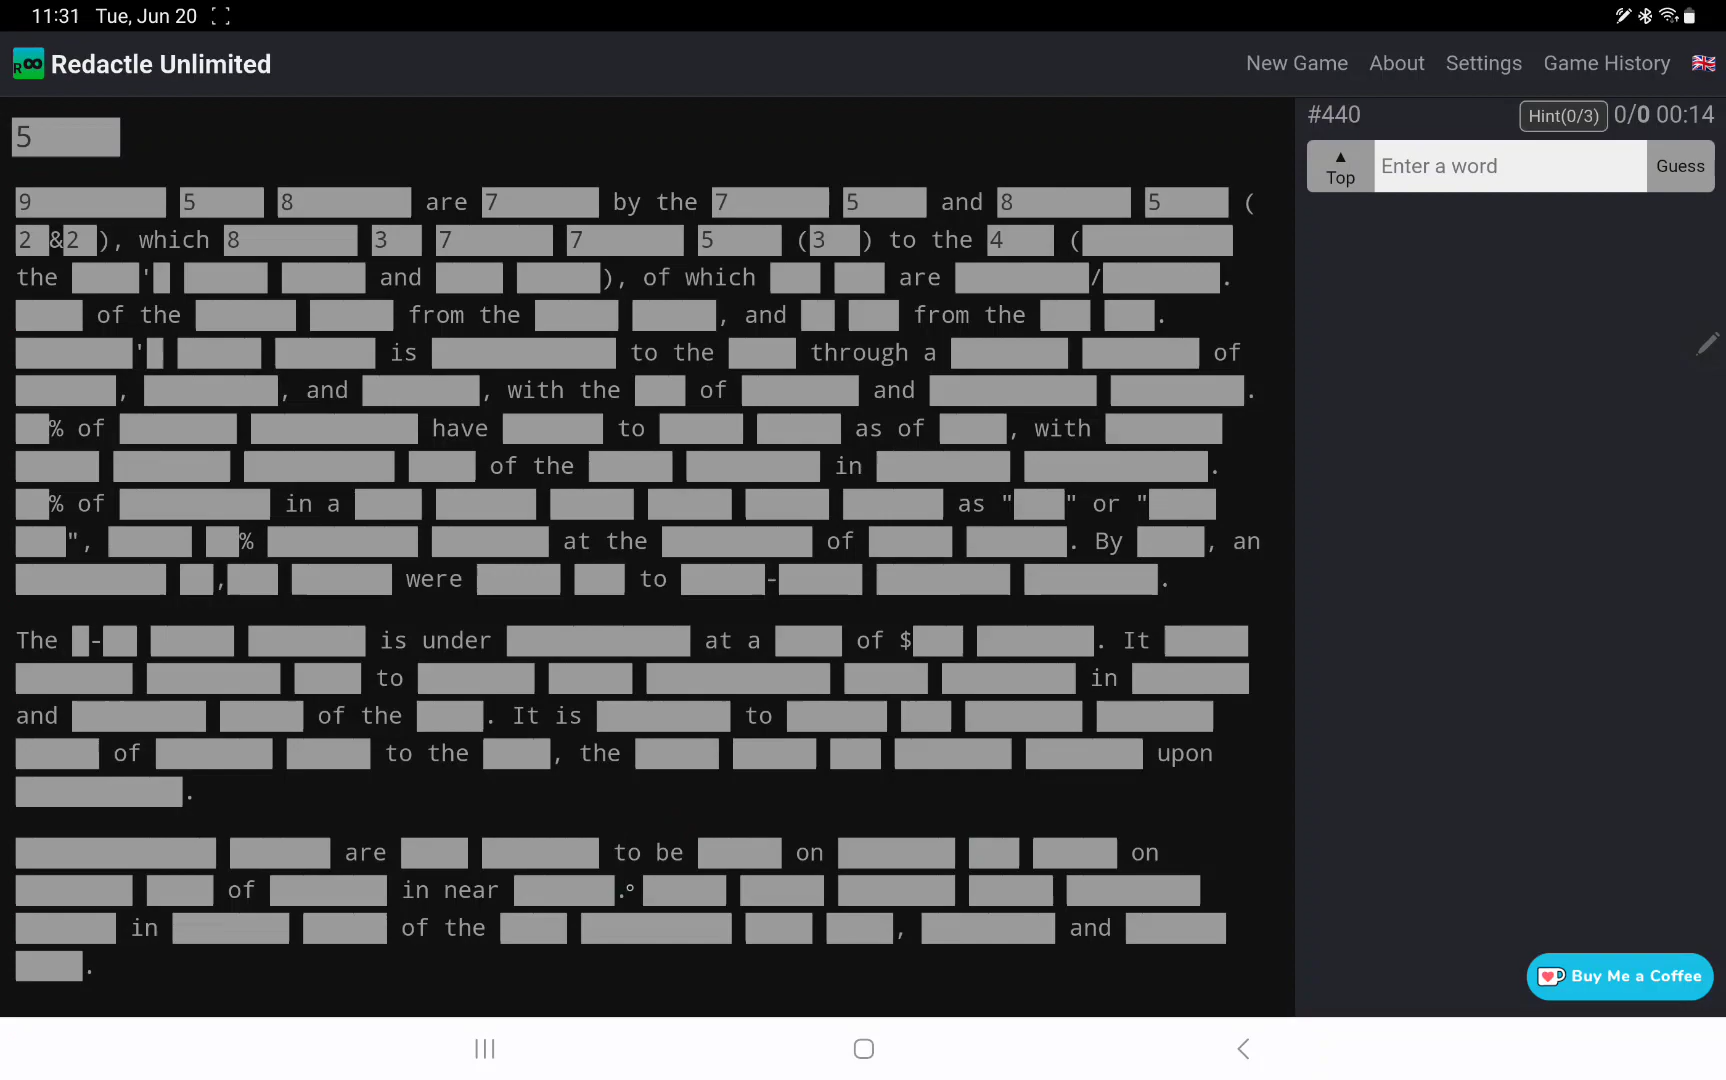 11:31 Tue, Jun 20
Redactle Unlimited
New Game About Settings Game History
R∞
#440 Hint(0/3) 0/0 00:14
▲ Top Enter a word Guess
5
9 5 8 are 7 by the 7 5 and 8 5 (
2 &2 ), which 8 3 7 7 5 (3 ) to the 4 (
the ' and ), of which are / .
of the from the , and from the .
' is to the through a of
, , and , with the of and .
% of have to as of , with
of the in .
% of in a as " " or "
", % at the of . By , an
, were to - .
The - is under at a of $ . It
to in
and of the . It is to
of to the , the upon
.
are to be on on
of in near .°
in of the , and
.
Buy Me a Coffee